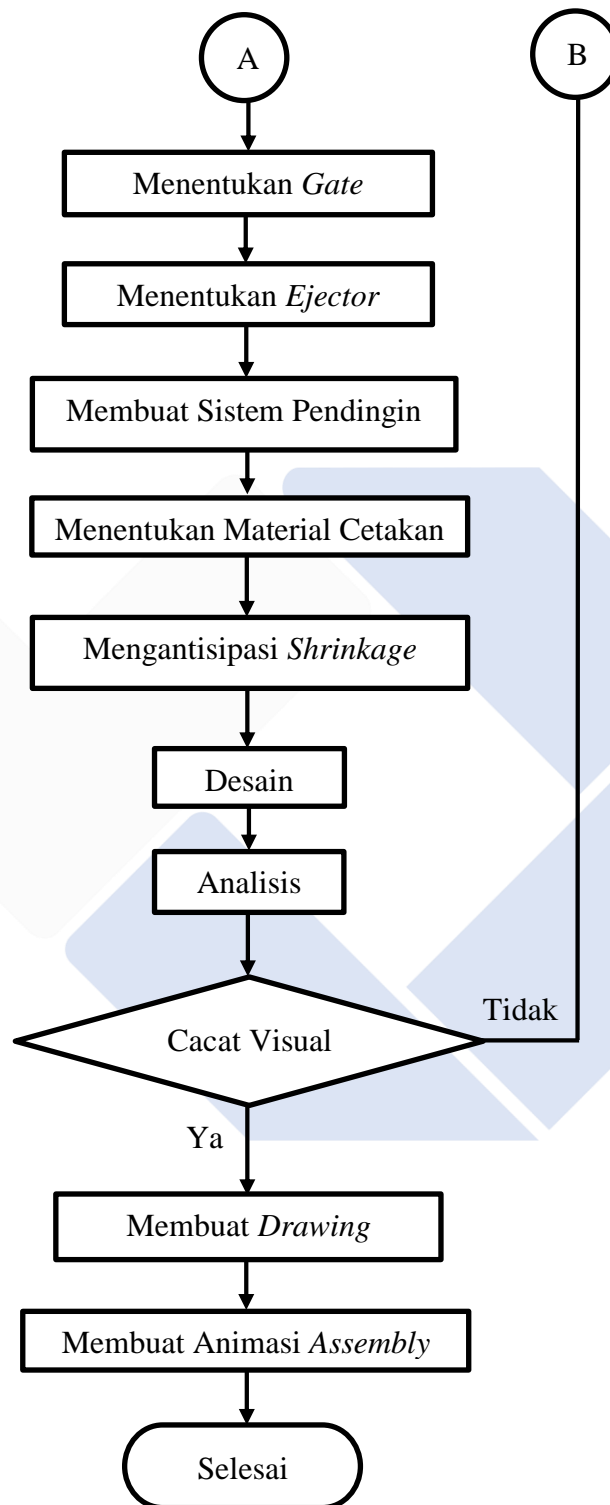 A
B
Menentukan Gate
Menentukan Ejector
Membuat Sistem Pendingin
Menentukan Material Cetakan
Mengantisipasi Shrinkage
Desain
Analisis
Tidak
Cacat Visual
Ya
Membuat Drawing
Membuat Animasi Assembly
Selesai